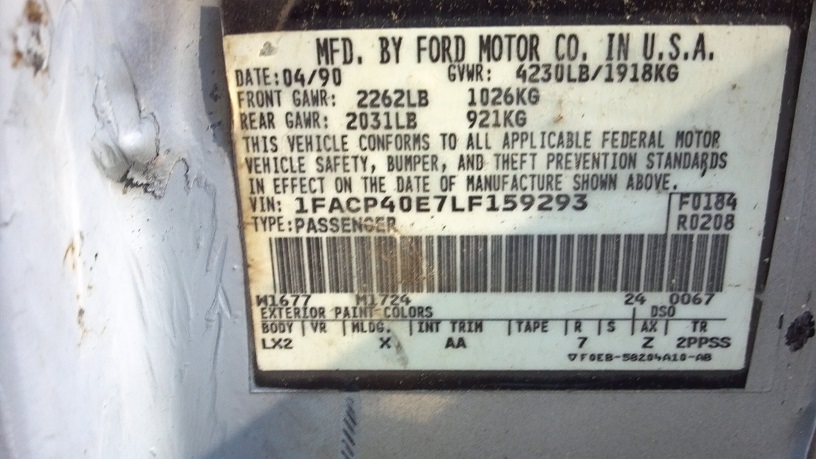 MFD. BY FORD MOTOR CO. IN U.S.A.
DATE: 04/90 GVWR: 4230LB/1918KG
FRONT GAWR: 2262LB 1026KG
REAR GAWR: 2031LB 921KG
THIS VEHICLE CONFORMS TO ALL APPLICABLE FEDERAL MOTOR
VEHICLE SAFETY, BUMPER, AND THEFT PREVENTION STANDARDS
IN EFFECT ON THE DATE OF MANUFACTURE SHOWN ABOVE.
VIN: 1FACP40E7LF159293 F0184
TYPE: PASSENGER R0208
W1677 M1724 24 0067
EXTERIOR PAINT COLORS DSO
BODY VR MLDG. INT TRIM TAPE R S AX TR
LX2 X AA 7 Z 2PPSS
▽F0EB-58204A10-AB